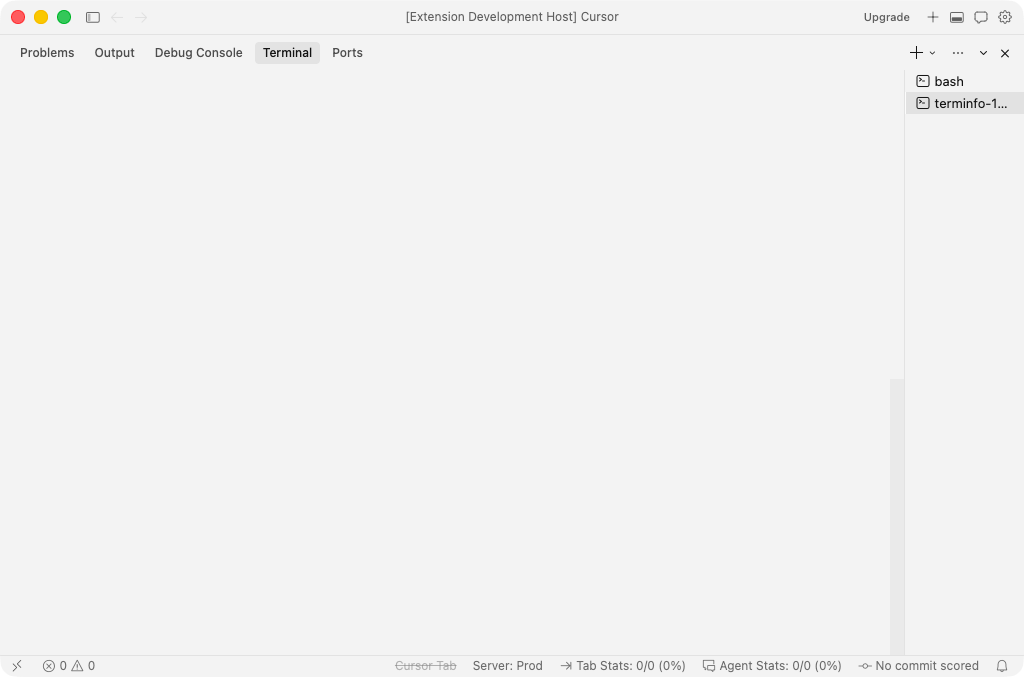 [Extension Development Host] Cursor
Upgrade
Problems Output Debug Console Terminal Ports
bash
terminfo-1...
0 0 Cursor Tab Server: Prod Tab Stats: 0/0 (0%) Agent Stats: 0/0 (0%) No commit scored